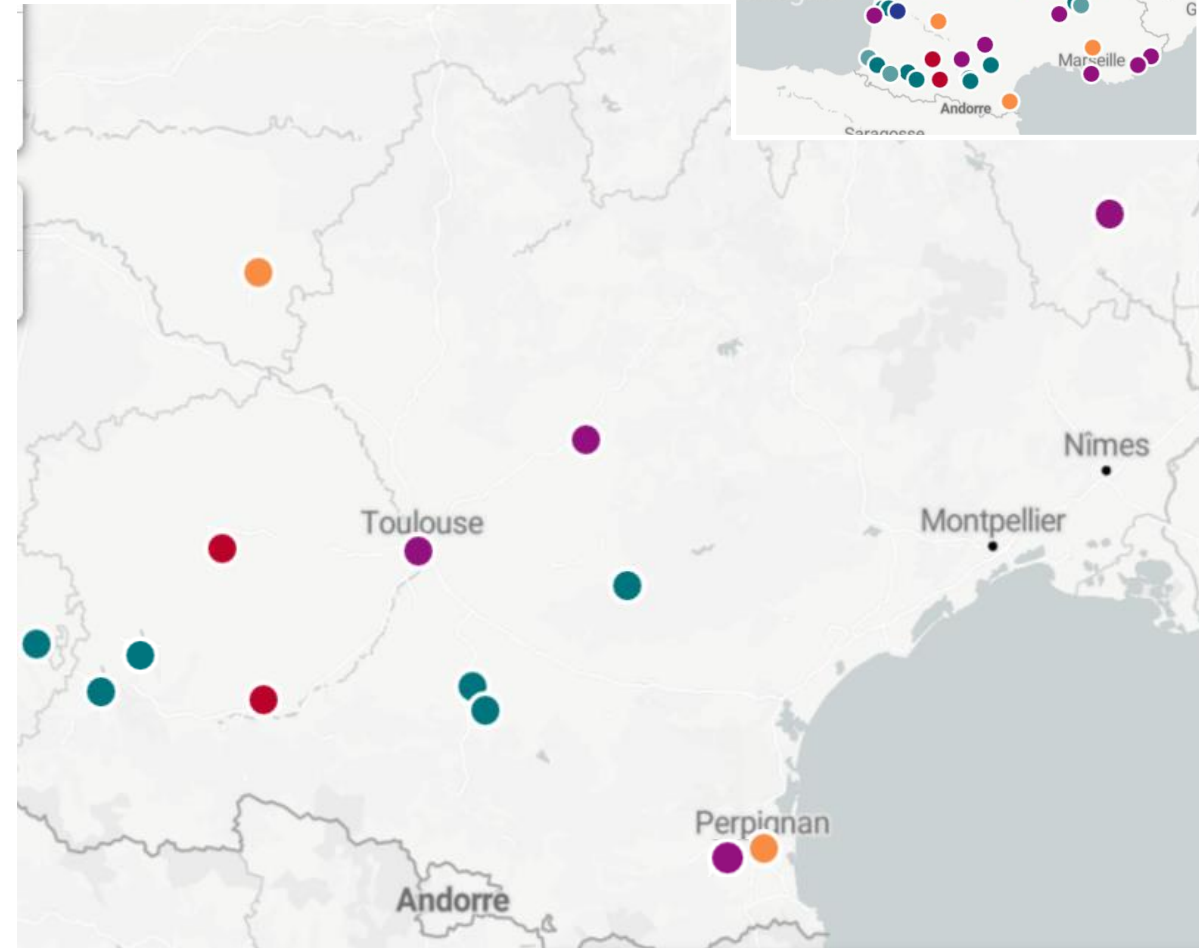 G
Marseille
Andorre
Saragosse
Nîmes
Montpellier
Toulouse
Perpignan
Andorre